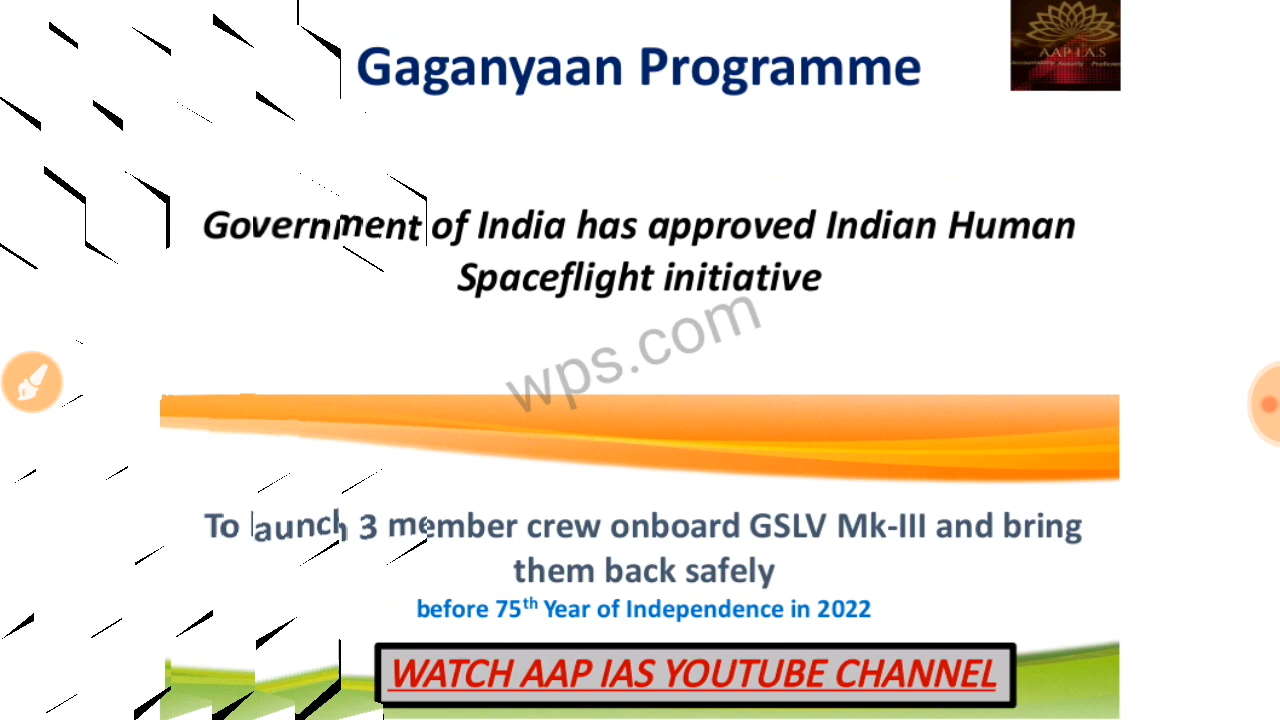 Gaganyaan Programme
AAP I.A.S
Government of India has approved Indian Human
Spaceflight initiative
wps.com
To launch 3 member crew onboard GSLV Mk-III and bring
them back safely
before 75th Year of Independence in 2022
WATCH AAP IAS YOUTUBE CHANNEL